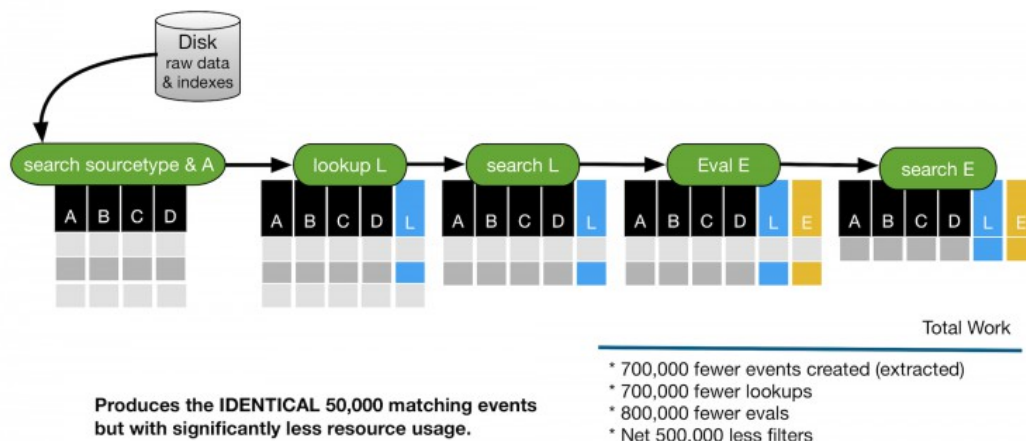 Disk
raw data
& indexes
search sourcetype & A
lookup L
search L
Eval E
search E
A B C D
A B C D L
A B C D L
A B C D L E
A B C D L E
Total Work
* 700,000 fewer events created (extracted)
* 700,000 fewer lookups
* 800,000 fewer evals
* Net 500,000 less filters
Produces the IDENTICAL 50,000 matching events
but with significantly less resource usage.